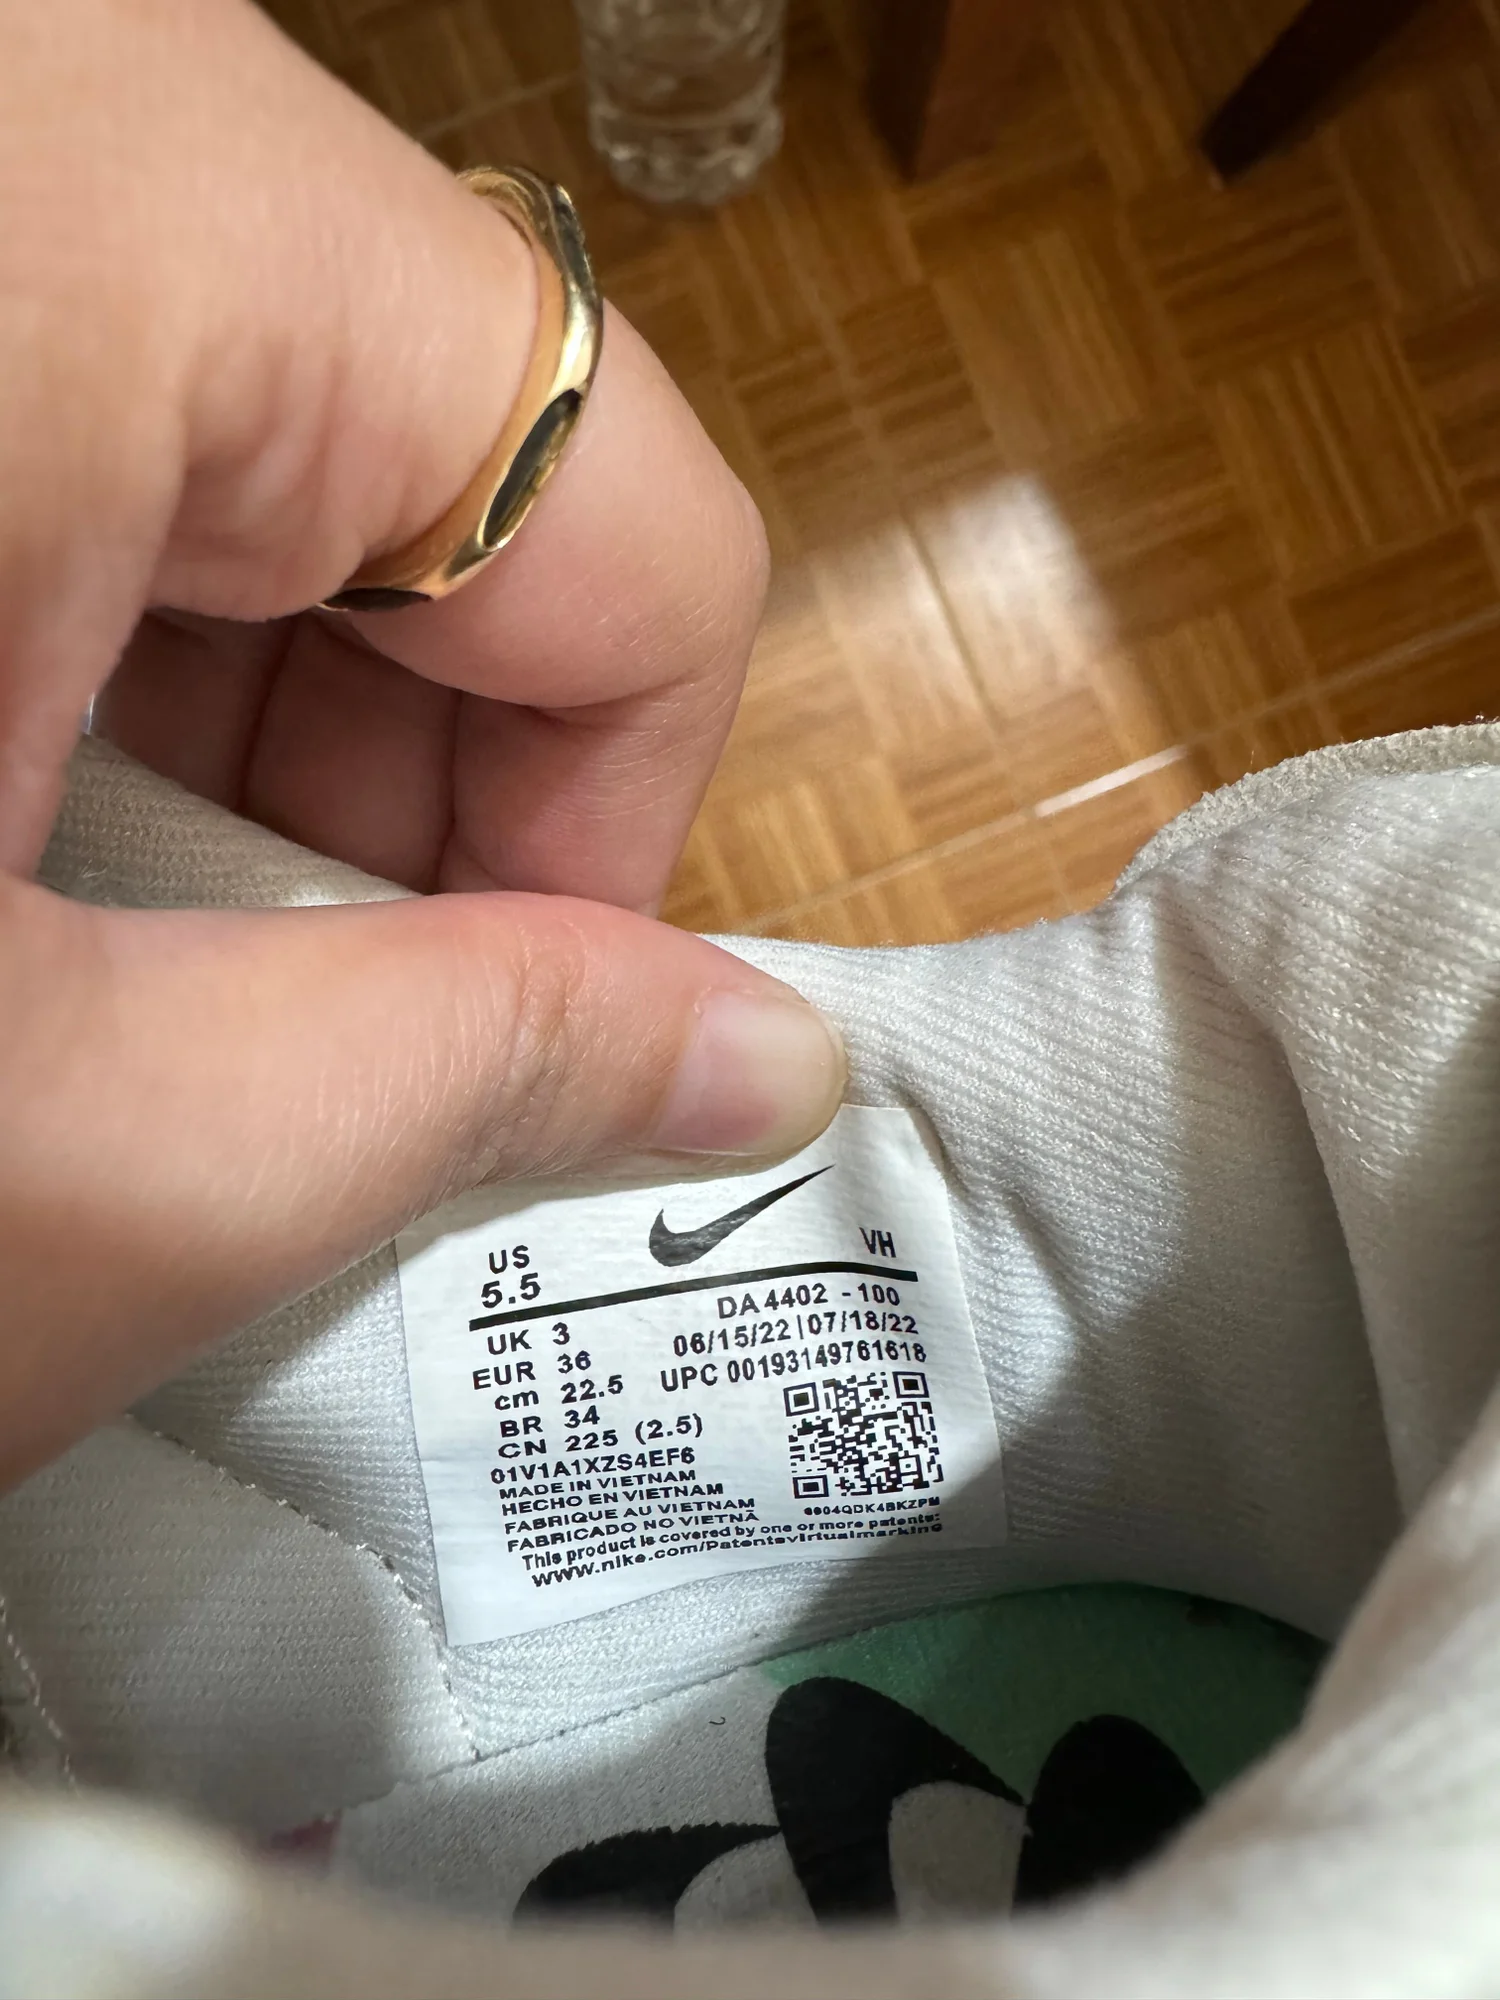 US
5.5
VH
UK 3
EUR 36
cm 22.5
BR 34
CN 225 (2.5)
DA4402 - 100
06/15/22|07/18/22
UPC 00193149761618
01V1A1XZS4EF6
MADE IN VIETNAM
HECHO EN VIETNAM
FABRIQUE AU VIETNAM
FABRICADO NO VIETNÃ
This product is covered by one or more patents:
www.nike.com/Patentsvirtualmarking